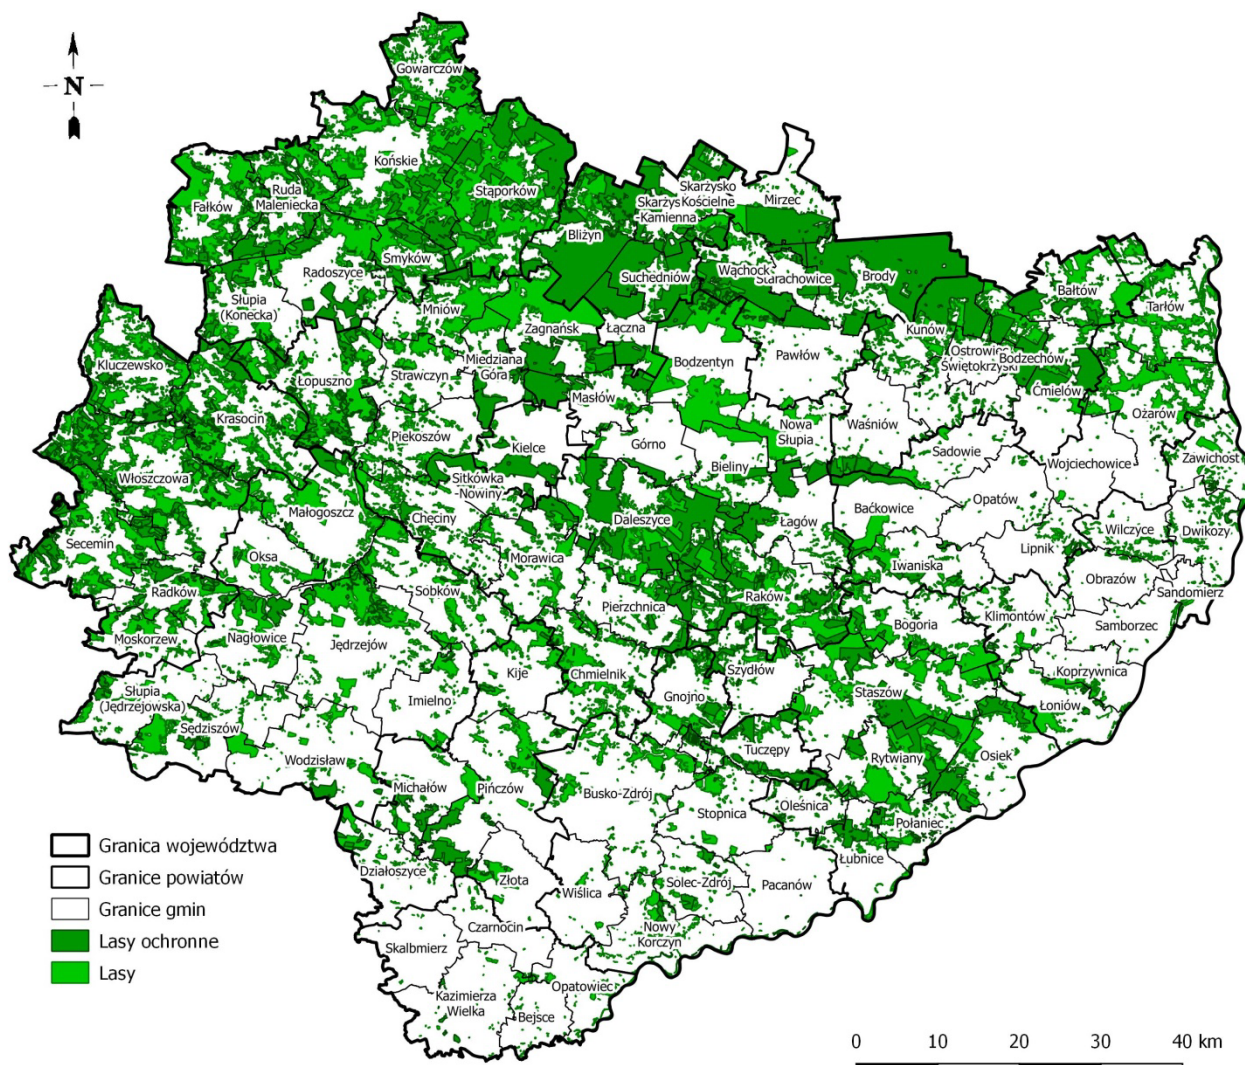 N
Gowarczów
Końskie
Stąporków
Ruda
Maleniecka
Fałków
Skarżysko
Kościelne
Skarżys
-Kamienna
Mirzec
Bliżyn
Smyków
Radoszyce
Słupia
(Konecka)
Suchedniów
Wąchock
Starachowice
Brody
Bałtów
Tarłów
Mniów
Zagnańsk
Łączna
Kunów
Ostrowiec
Świętokrzyski
Bodzechów
Kluczewsko
Łopuszno
Strawczyn
Miedziana
Góra
Bodzentyn
Pawłów
Ćmielów
Masłów
Krasocin
Piekoszów
Kielce
Górno
Nowa
Słupia
Waśniów
Ożarów
Sadowie
Wojciechowice
Zawichost
Włoszczowa
Sitkówka
-Nowiny
Bieliny
Małogoszcz
Chęciny
Daleszyce
Łagów
Baćkowice
Opatów
Wilczyce
Dwikozy
Secemin
Oksa
Morawica
Lipnik
Iwaniska
Obrazów
Sandomierz
Radków
Sobków
Pierzchnica
Raków
Bogoria
Klimontów
Samborzec
Moskorzew
Nagłowice
Jędrzejów
Kije
Chmielnik
Szydłów
Koprzywnica
Słupia
(Jędrzejowska)
Imielno
Gnojno
Staszów
Łoniów
Sędziszów
Wodzisław
Tuczępy
Rytwiany
Osiek
Michałów
Pińczów
Busko-Zdrój
Stopnica
Oleśnica
Połaniec
Łubnice
Działoszyce
Złota
Wiślica
Solec-Zdrój
Pacanów
Czarnocin
Nowy
Korczyn
Skalbmierz
Opatowiec
Kazimierza
Wielka
Bejsce
Granica województwa
Granice powiatów
Granice gmin
Lasy ochronne
Lasy
0 10 20 30 40 km